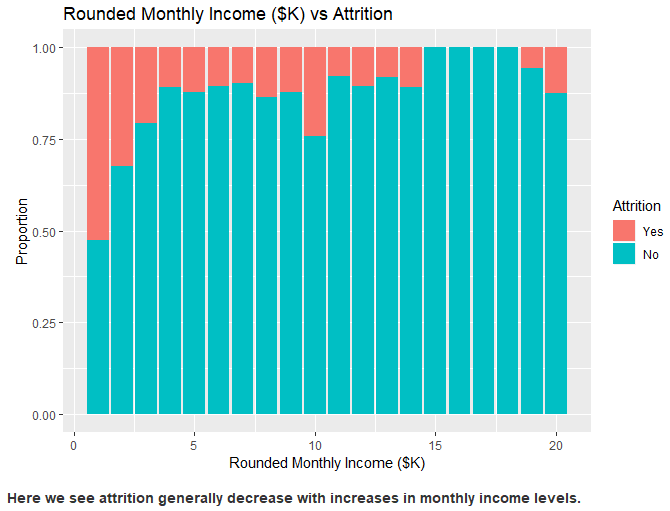 Rounded Monthly Income ($K) vs Attrition
1.00
0.75
0.50
0.25
0.00
Proportion
0
5
10
15
20
Rounded Monthly Income ($K)
Attrition
Yes
No
Here we see attrition generally decrease with increases in monthly income levels.